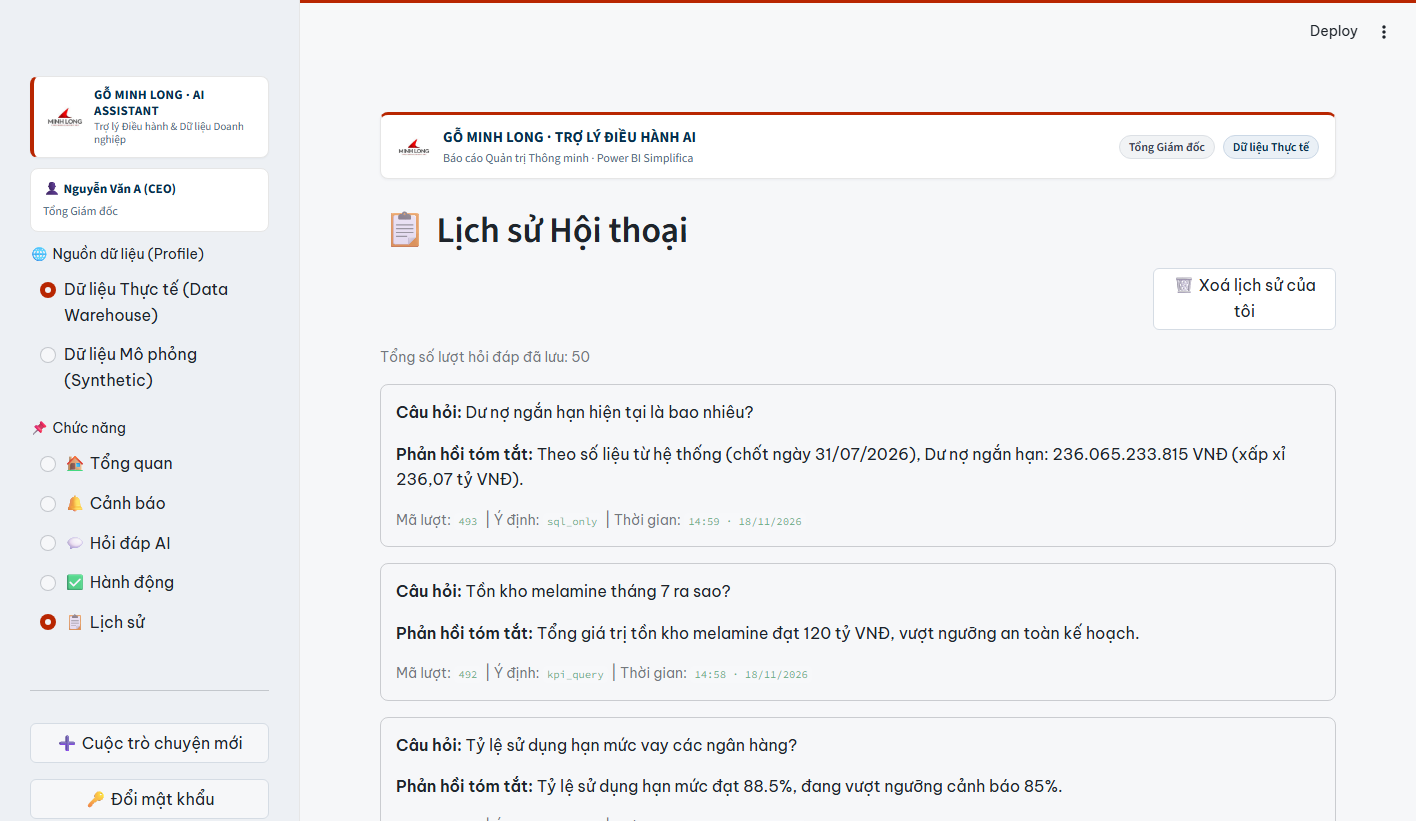 Deploy
MINH LONG
GỖ MINH LONG · AI
ASSISTANT
Trợ lý Điều hành & Dữ liệu Doanh
nghiệp
Nguyễn Văn A (CEO)
Tổng Giám đốc
Nguồn dữ liệu (Profile)
Dữ liệu Thực tế (Data
Warehouse)
Dữ liệu Mô phỏng
(Synthetic)
Chức năng
Tổng quan
Cảnh báo
Hỏi đáp AI
Hành động
Lịch sử
Cuộc trò chuyện mới
Đổi mật khẩu
MINH LONG
GỖ MINH LONG · TRỢ LÝ ĐIỀU HÀNH AI
Báo cáo Quản trị Thông minh · Power BI Simplifica
Tổng Giám đốc
Dữ liệu Thực tế
Lịch sử Hội thoại
Xoá lịch sử của
tôi
Tổng số lượt hỏi đáp đã lưu: 50
Câu hỏi: Dư nợ ngắn hạn hiện tại là bao nhiêu?
Phản hồi tóm tắt: Theo số liệu từ hệ thống (chốt ngày 31/07/2026), Dư nợ ngắn hạn: 236.065.233.815 VNĐ (xấp xỉ
236,07 tỷ VNĐ).
Mã lượt: 493 | Ý định: sql_only | Thời gian: 14:59 · 18/11/2026
Câu hỏi: Tồn kho melamine tháng 7 ra sao?
Phản hồi tóm tắt: Tổng giá trị tồn kho melamine đạt 120 tỷ VNĐ, vượt ngưỡng an toàn kế hoạch.
Mã lượt: 492 | Ý định: kpi_query | Thời gian: 14:58 · 18/11/2026
Câu hỏi: Tỷ lệ sử dụng hạn mức vay các ngân hàng?
Phản hồi tóm tắt: Tỷ lệ sử dụng hạn mức đạt 88.5%, đang vượt ngưỡng cảnh báo 85%.